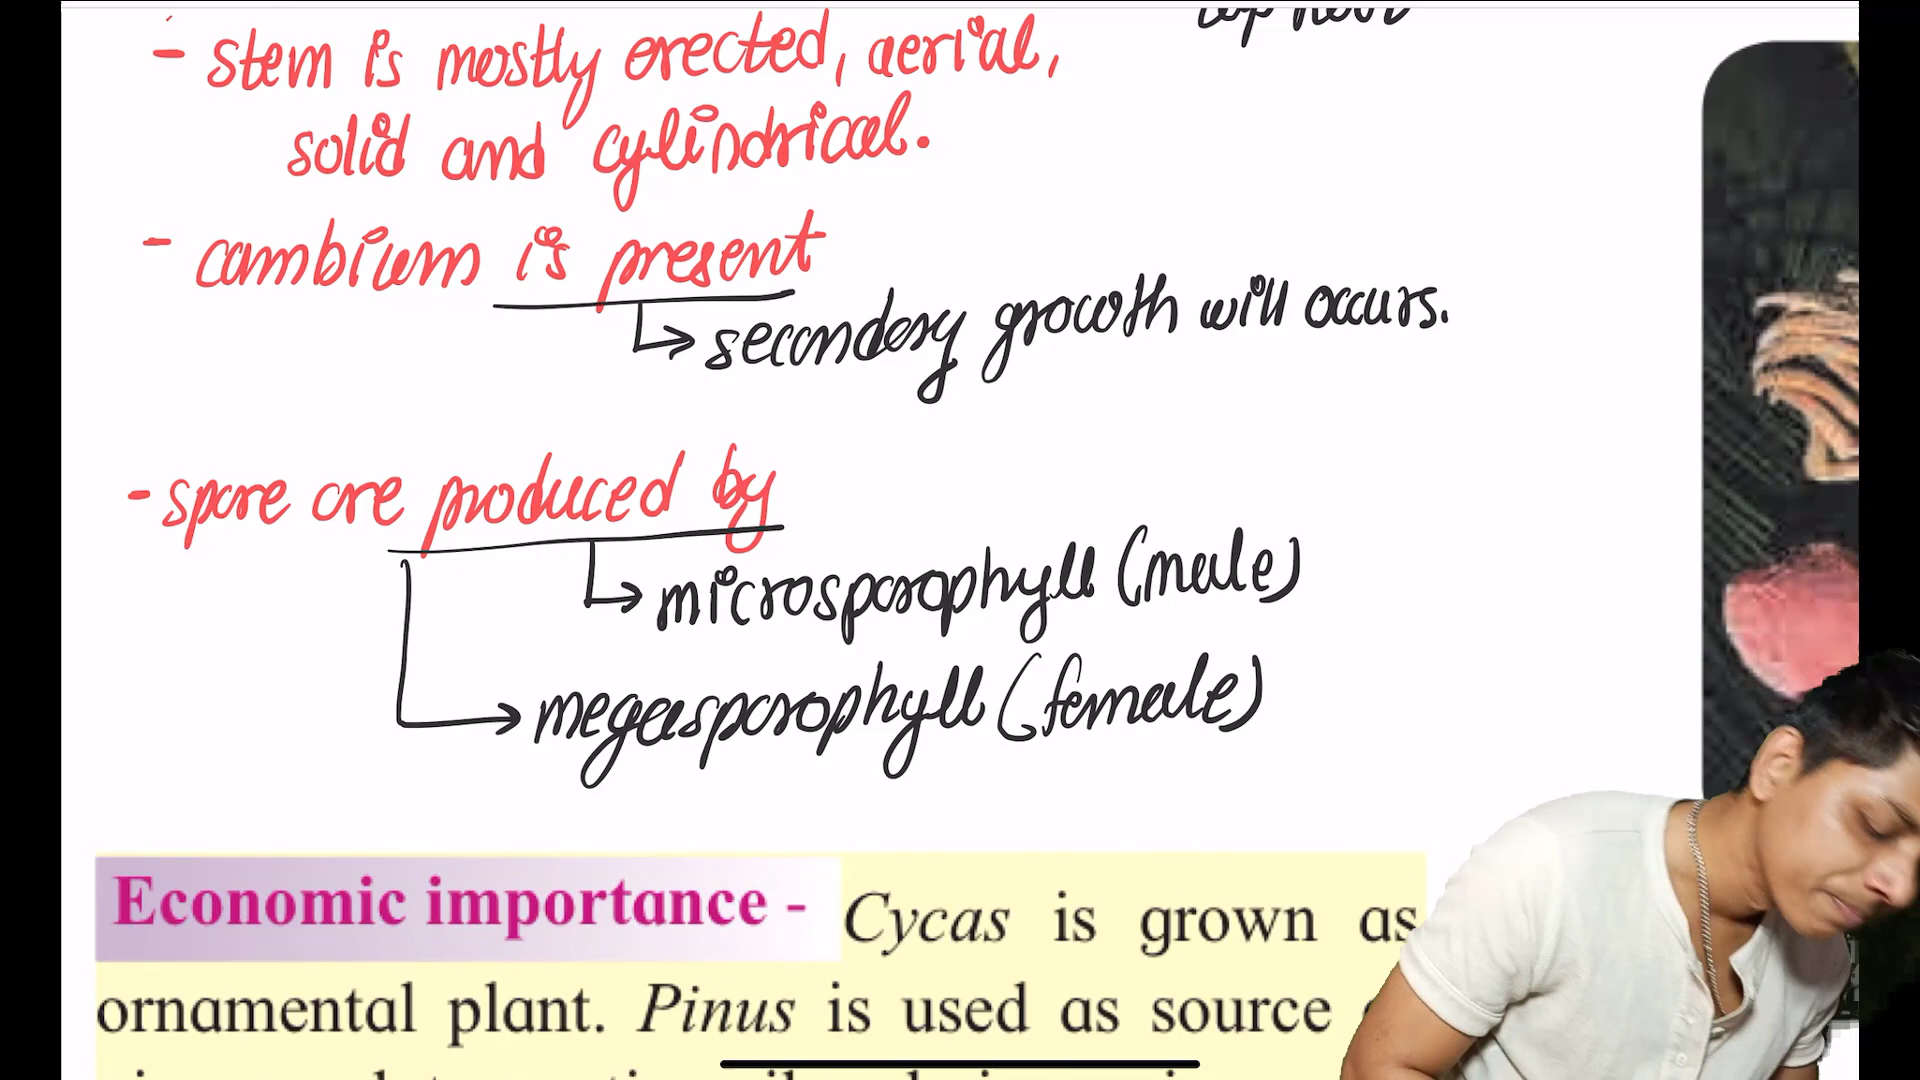 - stem is mostly erected, aerial,
solid and cylindrical.
- cambium is present
secondary growth will occurs.
- spore are produced by
microsporophyll (male)
megasporophyll (female)
Economic importance - Cycas is grown as
ornamental plant. Pinus is used as source